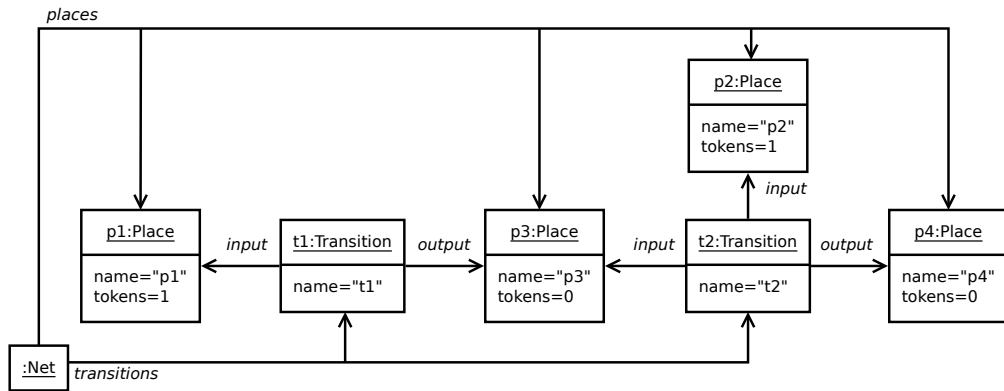 places
p2:Place
name="p2"
tokens=1
input
p1:Place
name="p1"
tokens=1
input
t1:Transition
name="t1"
output
p3:Place
name="p3"
tokens=0
input
t2:Transition
name="t2"
output
p4:Place
name="p4"
tokens=0
:Net
transitions